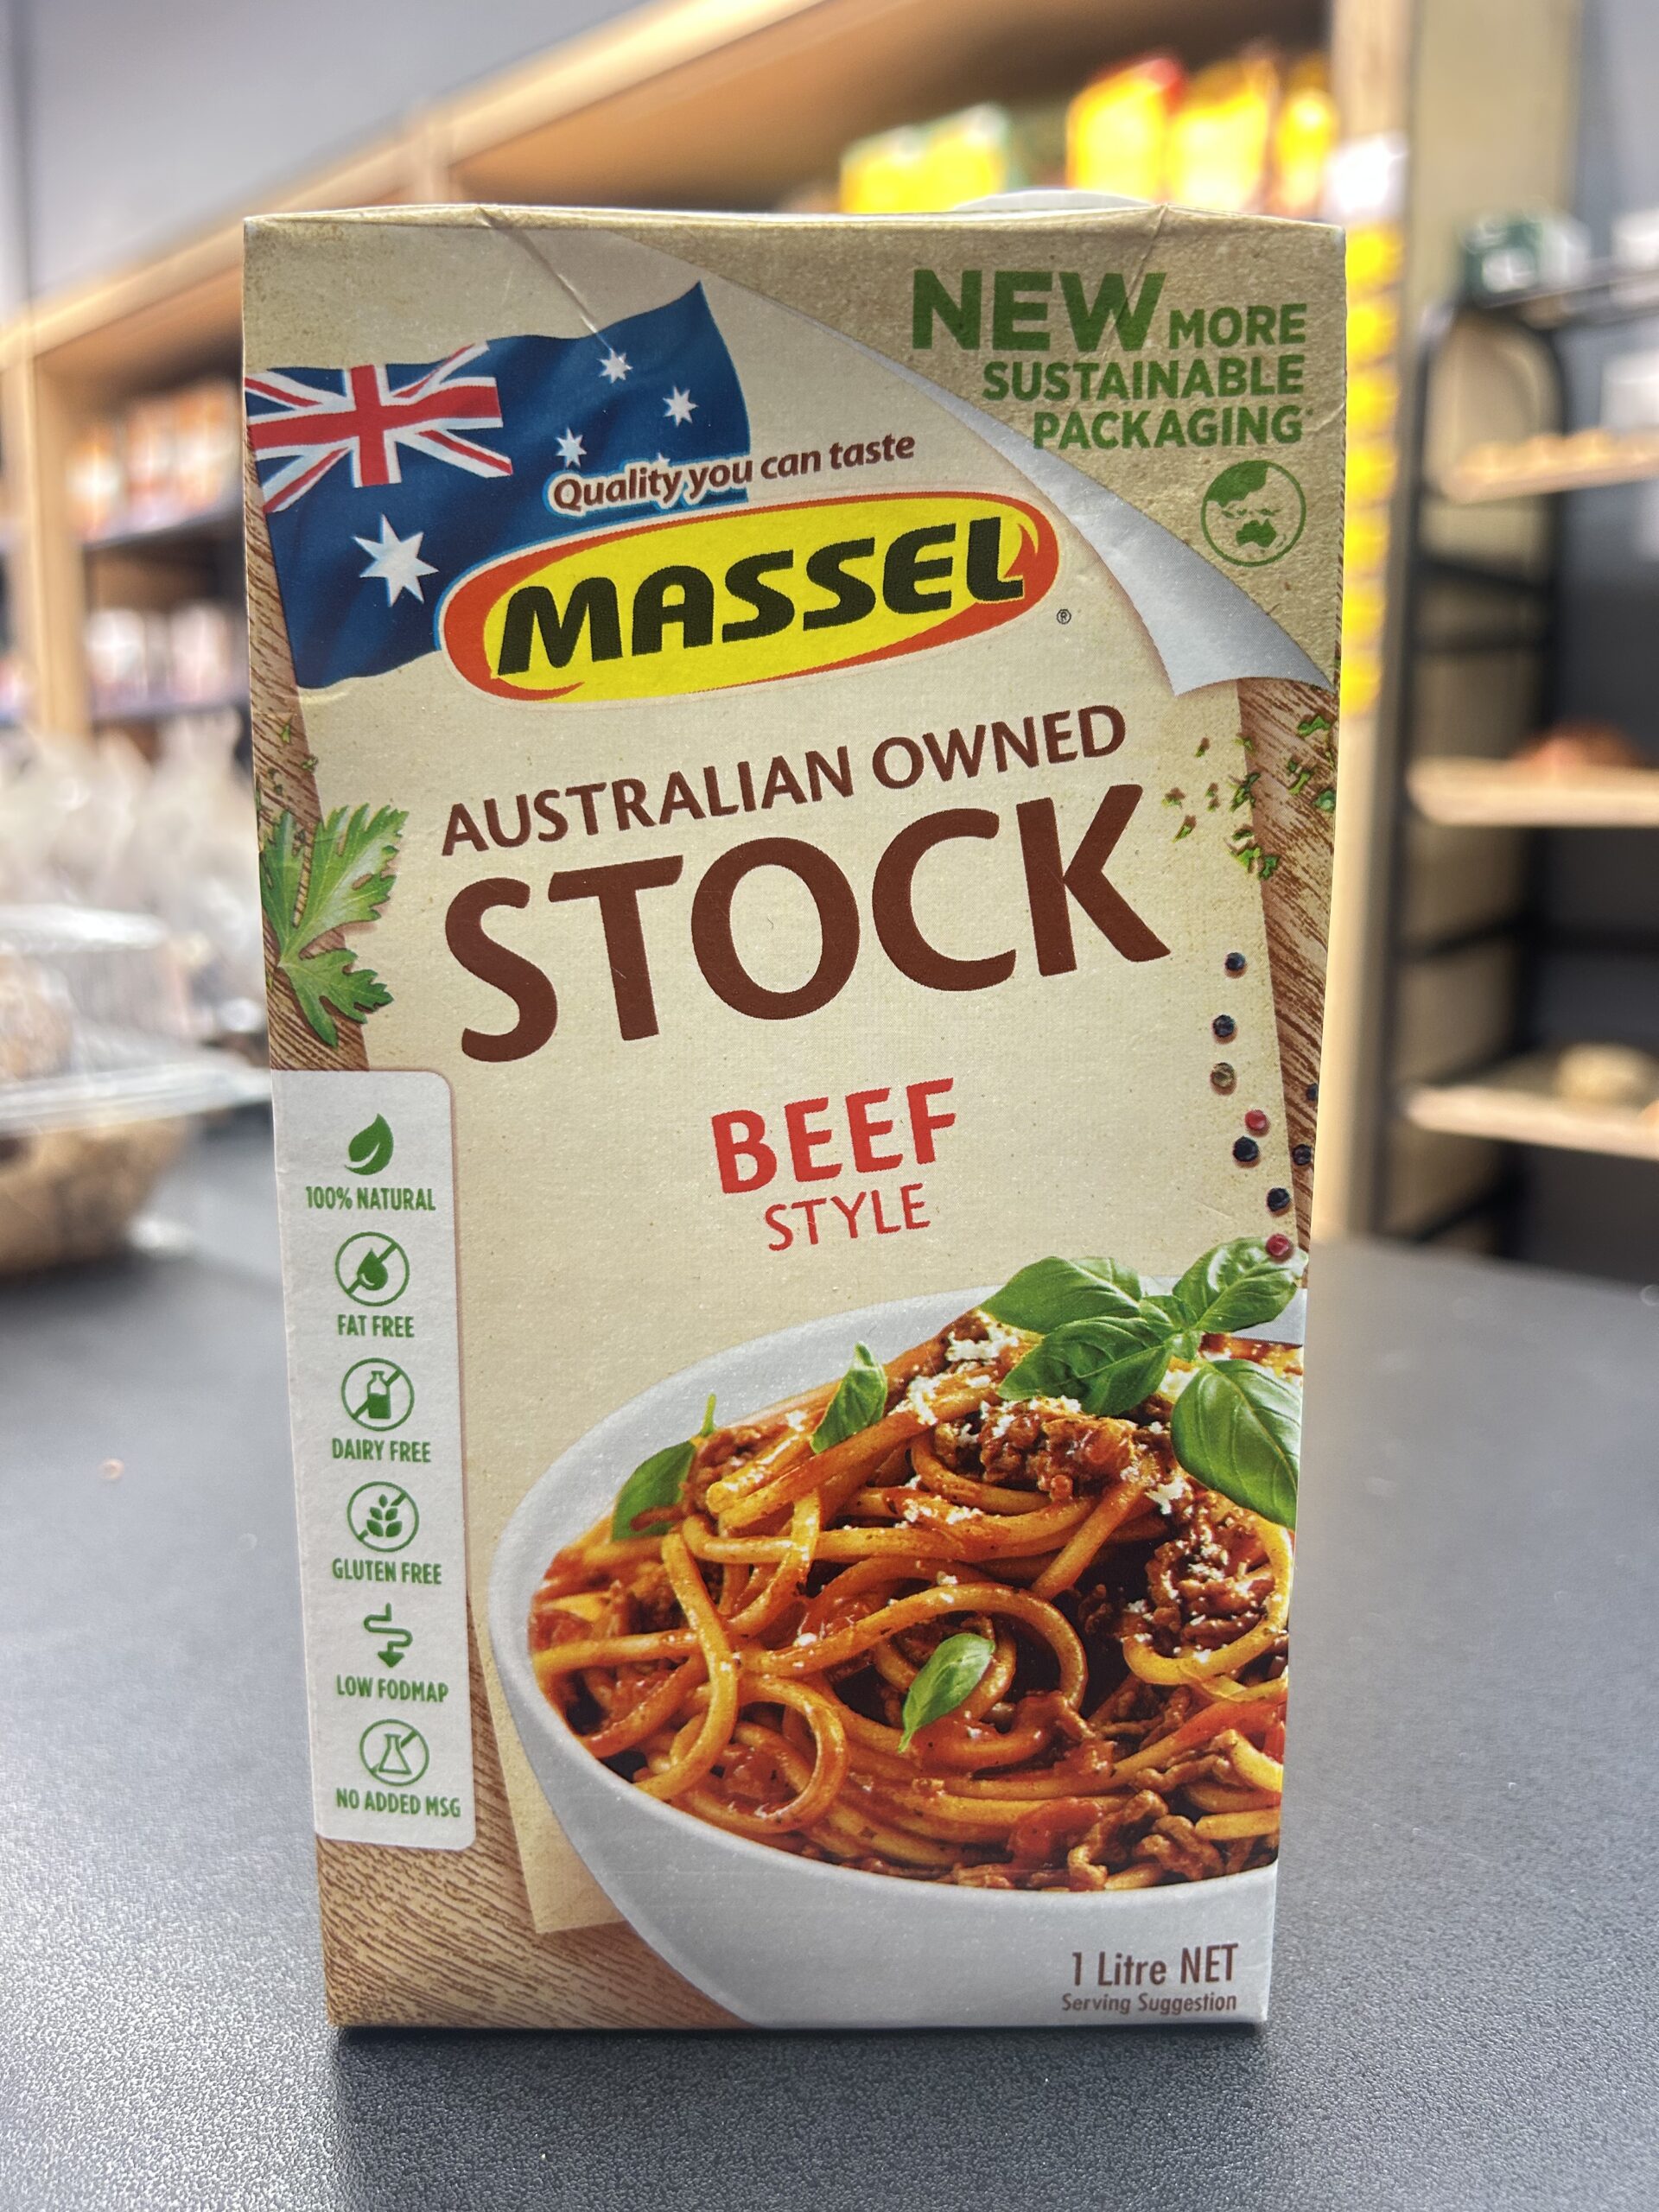 NEW MORE
SUSTAINABLE
PACKAGING*
Quality you can taste
MASSEL
®
AUSTRALIAN OWNED
STOCK
BEEF
STYLE
100% NATURAL
FAT FREE
DAIRY FREE
GLUTEN FREE
LOW FODMAP
NO ADDED MSG
1 Litre NET
Serving Suggestion